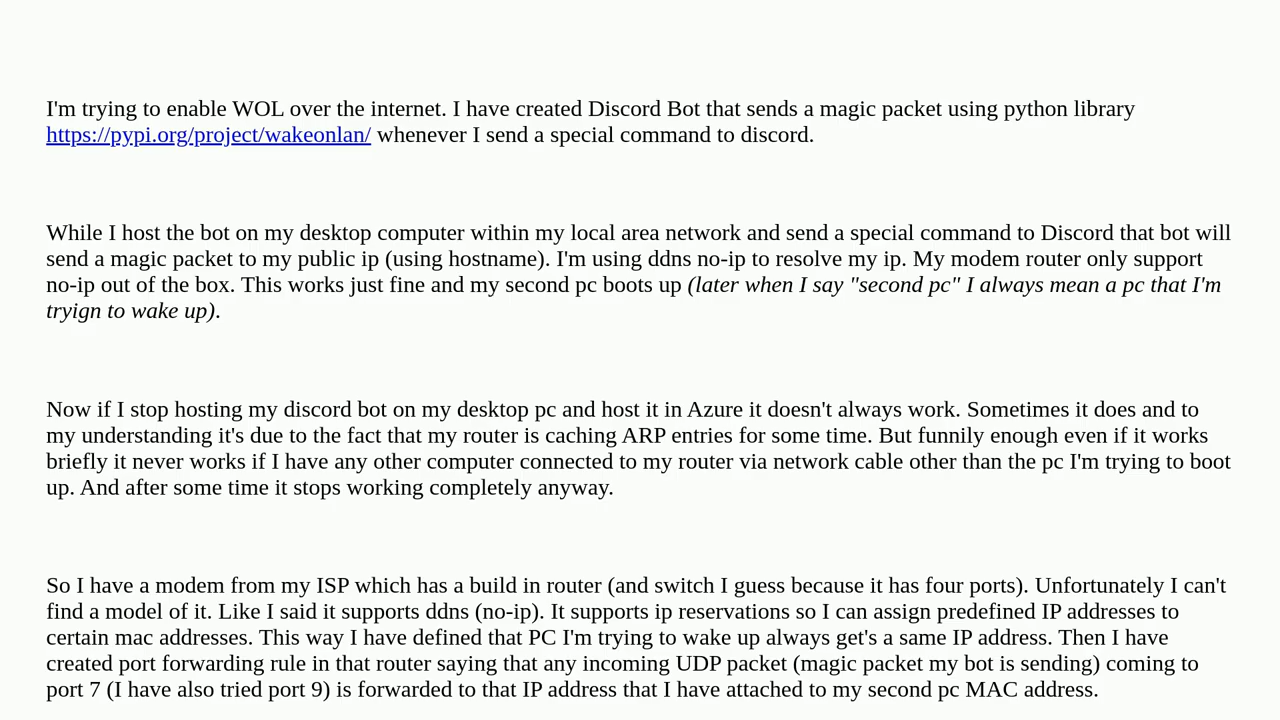 I'm trying to enable WOL over the internet. I have created Discord Bot that sends a magic packet using python library
https://pypi.org/project/wakeonlan/ whenever I send a special command to discord.
While I host the bot on my desktop computer within my local area network and send a special command to Discord that bot will
send a magic packet to my public ip (using hostname). I'm using ddns no-ip to resolve my ip. My modem router only support
no-ip out of the box. This works just fine and my second pc boots up (later when I say "second pc" I always mean a pc that I'm
tryign to wake up).
Now if I stop hosting my discord bot on my desktop pc and host it in Azure it doesn't always work. Sometimes it does and to
my understanding it's due to the fact that my router is caching ARP entries for some time. But funnily enough even if it works
briefly it never works if I have any other computer connected to my router via network cable other than the pc I'm trying to boot
up. And after some time it stops working completely anyway.
So I have a modem from my ISP which has a build in router (and switch I guess because it has four ports). Unfortunately I can't
find a model of it. Like I said it supports ddns (no-ip). It supports ip reservations so I can assign predefined IP addresses to
certain mac addresses. This way I have defined that PC I'm trying to wake up always get's a same IP address. Then I have
created port forwarding rule in that router saying that any incoming UDP packet (magic packet my bot is sending) coming to
port 7 (I have also tried port 9) is forwarded to that IP address that I have attached to my second pc MAC address.